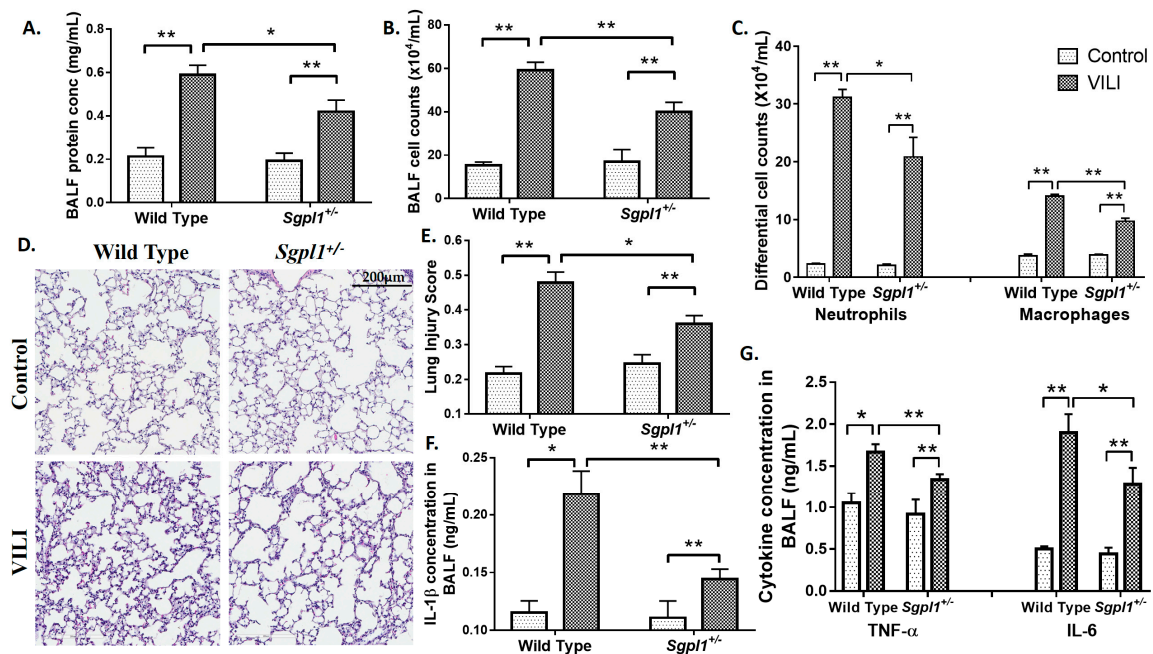 A.
BALF protein conc (mg/mL)
0.8
0.6
0.4
0.2
0.0
**
*
**
Wild Type
Sgpl1+/-
B.
BALF cell counts (x10⁴/mL)
80
60
40
20
0
**
**
**
Wild Type
Sgpl1+/-
C.
Differential cell counts (X10⁴/mL)
40
30
20
10
0
**
*
**
**
**
**
Control
VILI
Wild Type
Sgpl1+/-
Wild Type
Sgpl1+/-
Neutrophils
Macrophages
D.
Wild Type
Sgpl1+/-
200μm
Control
VILI
E.
Lung Injury Score
0.6
0.5
0.4
0.3
0.2
0.1
**
*
**
Wild Type
Sgpl1+/-
F.
IL-1β concentration in
BALF (ng/mL)
0.25
0.20
0.15
0.10
*
**
**
Wild Type
Sgpl1+/-
G.
Cytokine concentration in
BALF (ng/mL)
2.5
2.0
1.5
1.0
0.5
0.0
*
**
**
**
*
**
Wild Type
Sgpl1+/-
Wild Type
Sgpl1+/-
TNF-α
IL-6